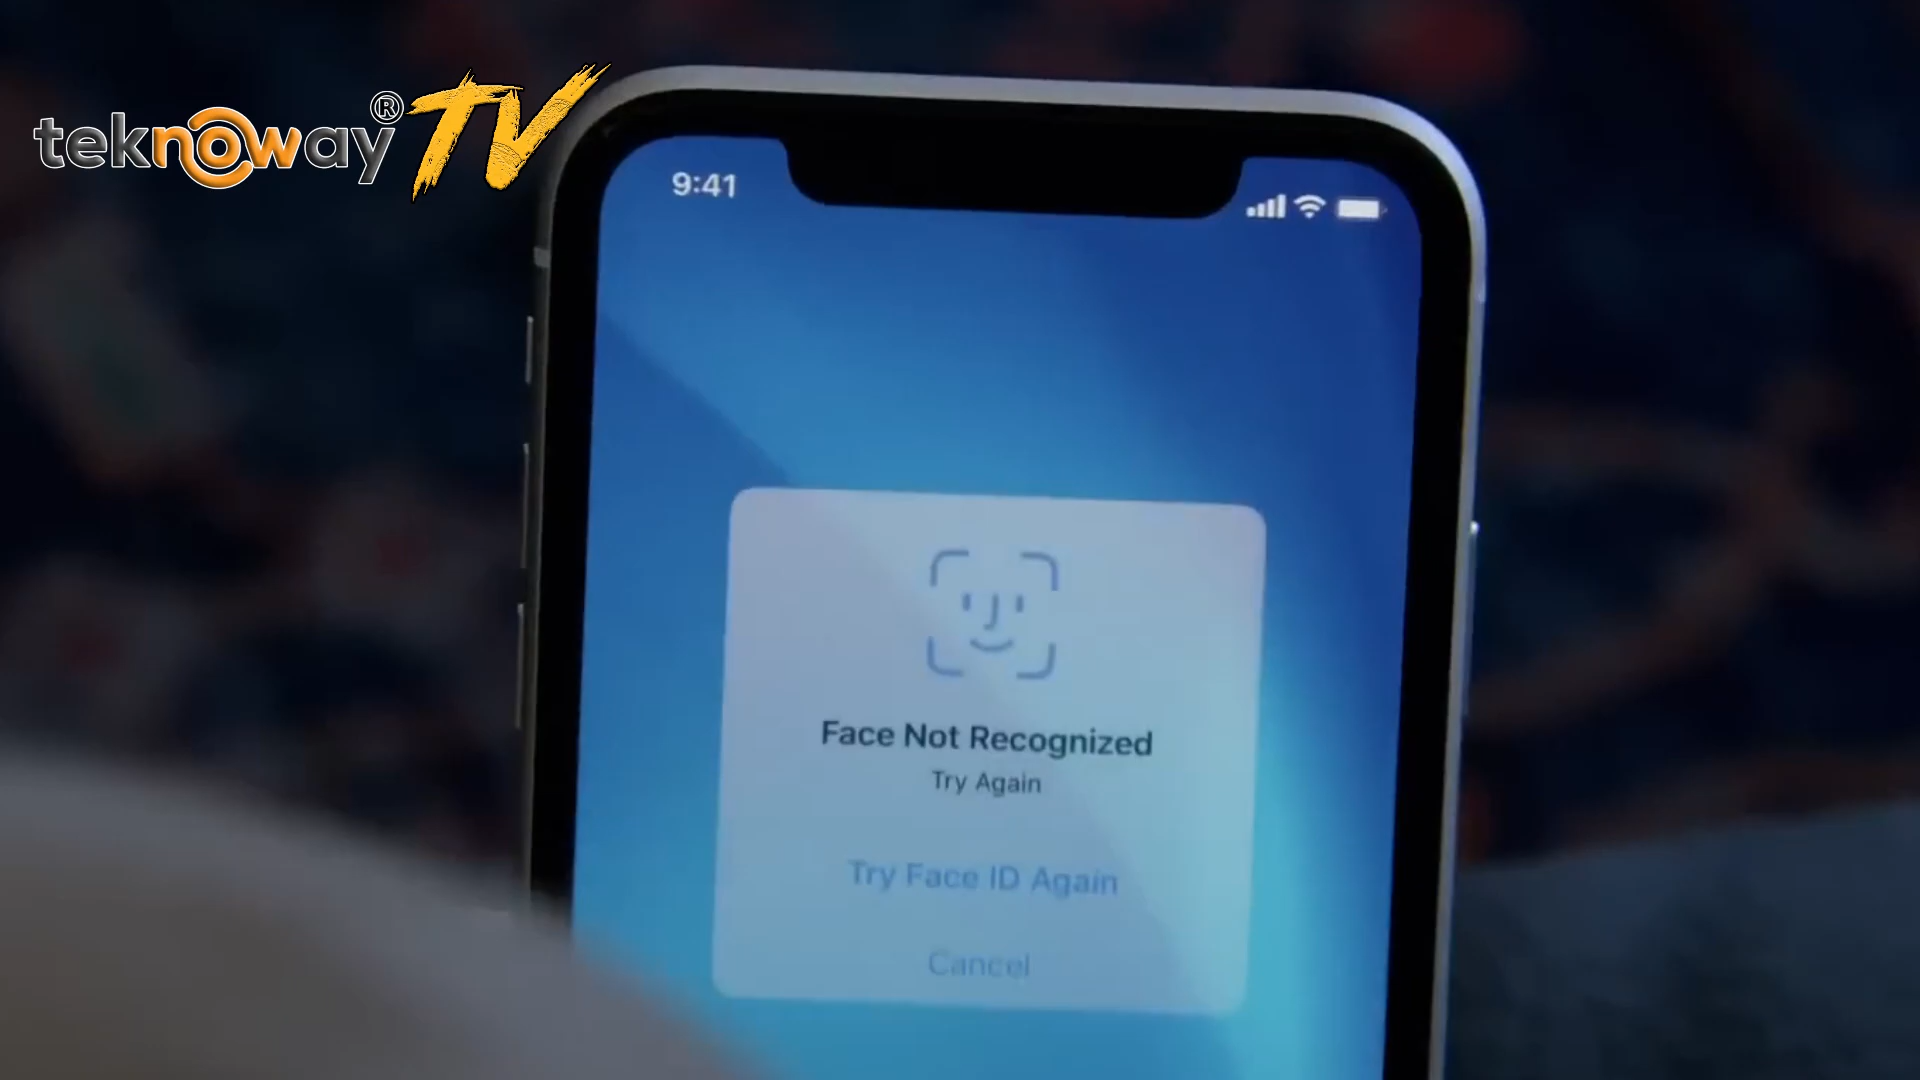 teknoway® TV
9:41
Face Not Recognized
Try Again
Try Face ID Again
Cancel